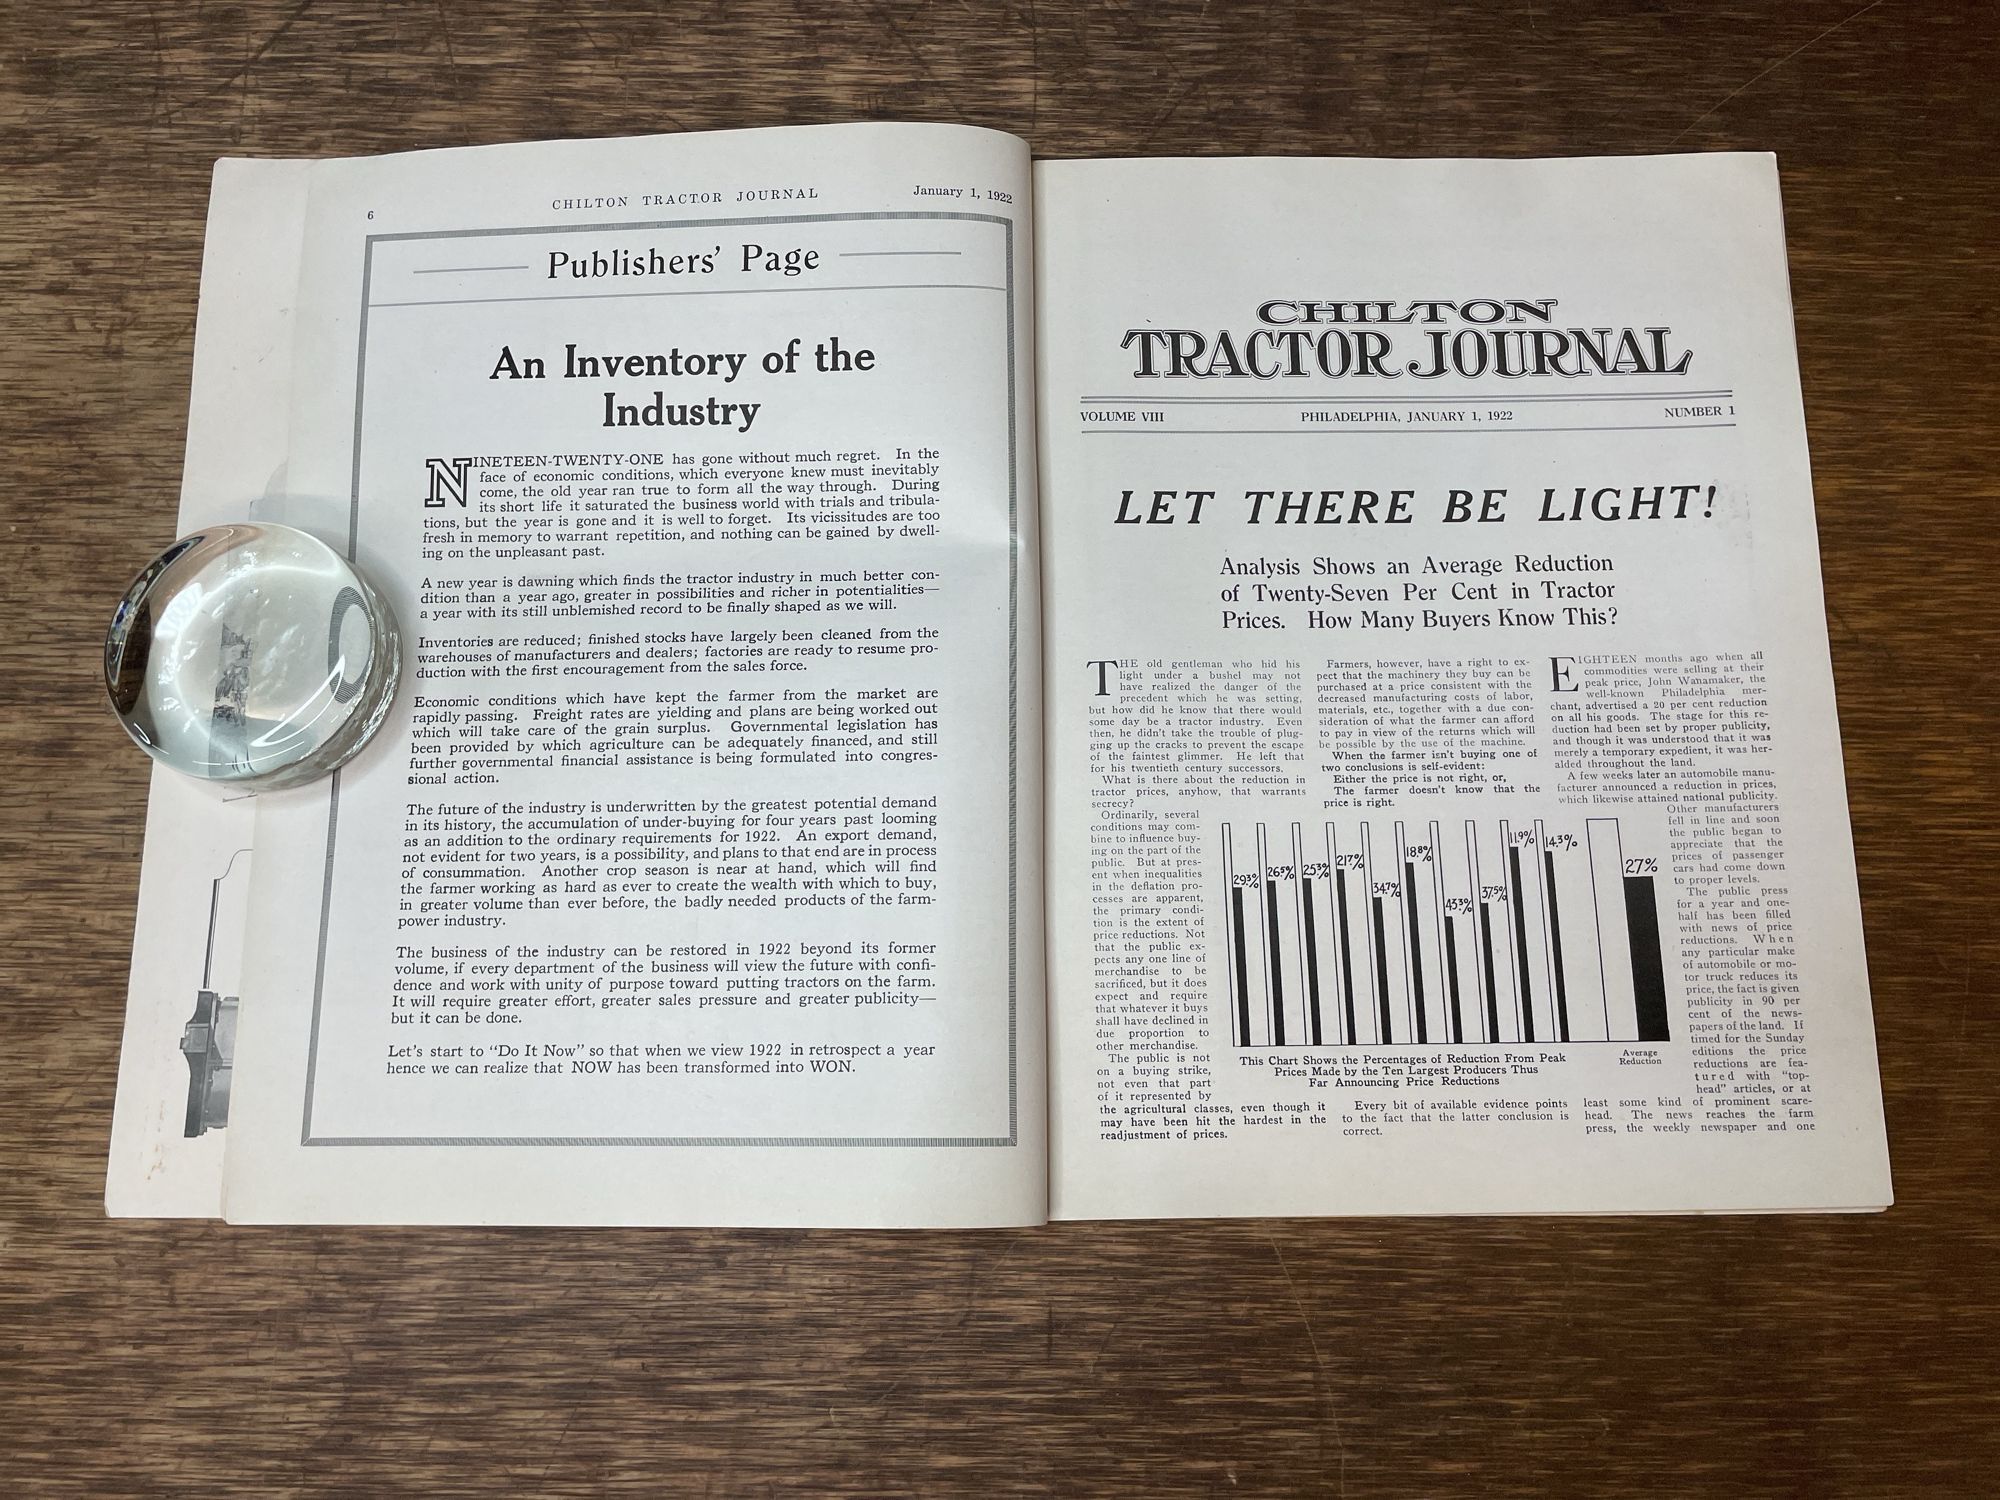 6
CHILTON TRACTOR JOURNAL
January 1, 1922
Publishers' Page
An Inventory of the
Industry
NINETEEN-TWENTY-ONE has gone without much regret. In the
face of economic conditions, which everyone knew must inevitably
come, the old year ran true to form all the way through. During
its short life it saturated the business world with trials and tribula-
tions, but the year is gone and it is well to forget. Its vicissitudes are too
fresh in memory to warrant repetition, and nothing can be gained by dwell-
ing on the unpleasant past.
A new year is dawning which finds the tractor industry in much better con-
dition than a year ago, greater in possibilities and richer in potentialities—
a year with its still unblemished record to be finally shaped as we will.
Inventories are reduced; finished stocks have largely been cleaned from the
warehouses of manufacturers and dealers; factories are ready to resume pro-
duction with the first encouragement from the sales force.
Economic conditions which have kept the farmer from the market are
rapidly passing. Freight rates are yielding and plans are being worked out
which will take care of the grain surplus. Governmental legislation has
been provided by which agriculture can be adequately financed, and still
further governmental financial assistance is being formulated into congres-
sional action.
The future of the industry is underwritten by the greatest potential demand
in its history, the accumulation of under-buying for four years past looming
as an addition to the ordinary requirements for 1922. An export demand,
not evident for two years, is a possibility, and plans to that end are in process
of consummation. Another crop season is near at hand, which will find
the farmer working as hard as ever to create the wealth with which to buy,
in greater volume than ever before, the badly needed products of the farm-
power industry.
The business of the industry can be restored in 1922 beyond its former
volume, if every department of the business will view the future with confi-
dence and work with unity of purpose toward putting tractors on the farm.
It will require greater effort, greater sales pressure and greater publicity—
but it can be done.
Let's start to "Do It Now" so that when we view 1922 in retrospect a year
hence we can realize that NOW has been transformed into WON.
CHILTON
TRACTOR JOURNAL
VOLUME VIII
PHILADELPHIA, JANUARY 1, 1922
NUMBER 1
LET THERE BE LIGHT!
Analysis Shows an Average Reduction
of Twenty-Seven Per Cent in Tractor
Prices. How Many Buyers Know This?
THE old gentleman who hid his
light under a bushel may not
have realized the danger of the
precedent which he was setting,
but how did he know that there would
some day be a tractor industry. Even
then, he didn't take the trouble of plug-
ging up the cracks to prevent the escape
of the faintest glimmer. He left that
for his twentieth century successors.
What is there about the reduction in
tractor prices, anyhow, that warrants
secrecy?
Ordinarily, several
conditions may com-
bine to influence buy-
ing on the part of the
public. But at pres-
ent when inequalities
in the deflation pro-
cesses are apparent,
the primary condi-
tion is the extent of
price reductions. Not
that the public ex-
pects any one line of
merchandise to be
sacrificed, but it does
expect and require
that whatever it buys
shall have declined in
due proportion to
other merchandise.
The public is not
on a buying strike,
not even that part
of it represented by
the agricultural classes, even though it
may have been hit the hardest in the
readjustment of prices.
Farmers, however, have a right to ex-
pect that the machinery they buy can be
purchased at a price consistent with the
decreased manufacturing costs of labor,
materials, etc., together with a due con-
sideration of what the farmer can afford
to pay in view of the returns which will
be possible by the use of the machine.
When the farmer isn't buying one of
two conclusions is self-evident:
Either the price is not right, or,
The farmer doesn't know that the
price is right.
29.3%
26.5%
25.3%
21.7%
34.7%
18.8%
43.3%
37.5%
11.9%
14.3%
27%
This Chart Shows the Percentages of Reduction From Peak
Prices Made by the Ten Largest Producers Thus
Far Announcing Price Reductions
Average
Reduction
Every bit of available evidence points
to the fact that the latter conclusion is
correct.
EIGHTEEN months ago when all
commodities were selling at their
peak price, John Wanamaker, the
well-known Philadelphia mer-
chant, advertised a 20 per cent reduction
on all his goods. The stage for this re-
duction had been set by proper publicity,
and though it was understood that it was
merely a temporary expedient, it was her-
alded throughout the land.
A few weeks later an automobile manu-
facturer announced a reduction in prices,
which likewise attained national publicity.
Other manufacturers
fell in line and soon
the public began to
appreciate that the
prices of passenger
cars had come down
to proper levels.
The public press
for a year and one-
half has been filled
with news of price
reductions. When
any particular make
of automobile or mo-
tor truck reduces its
price, the fact is given
publicity in 90 per
cent of the news-
papers of the land. If
timed for the Sunday
editions the price
reductions are fea-
tured with "top-
head" articles, or at
least some kind of prominent scare-
head. The news reaches the farm
press, the weekly newspaper and one